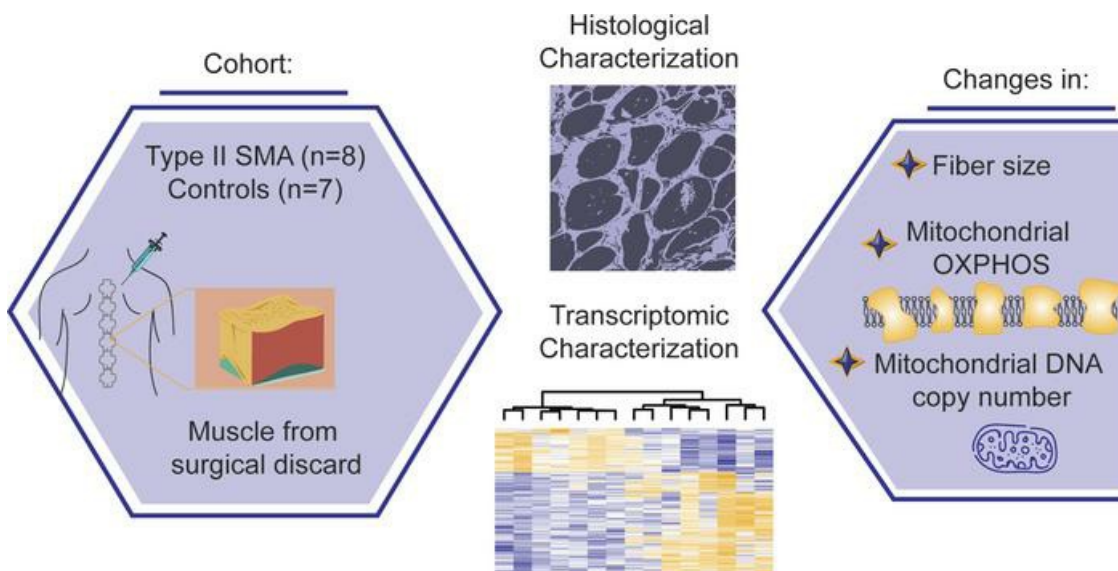 Cohort:
Type II SMA (n=8)
Controls (n=7)
Muscle from
surgical discard
Histological
Characterization
Transcriptomic
Characterization
Changes in:
Fiber size
Mitochondrial
OXPHOS
Mitochondrial DNA
copy number